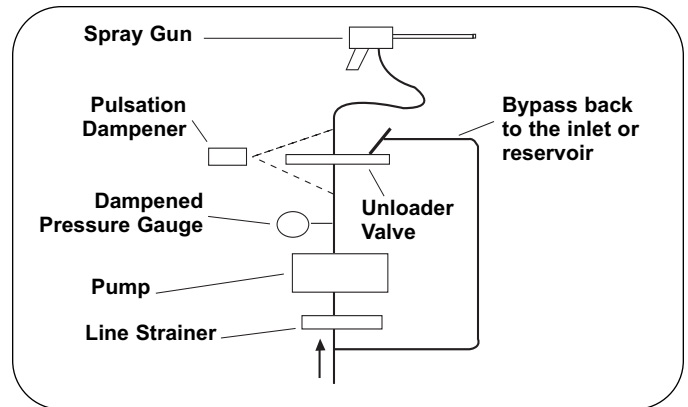 Spray Gun
Pulsation
Dampener
Bypass back
to the inlet or
reservoir
Dampened
Pressure Gauge
Unloader
Valve
Pump
Line Strainer